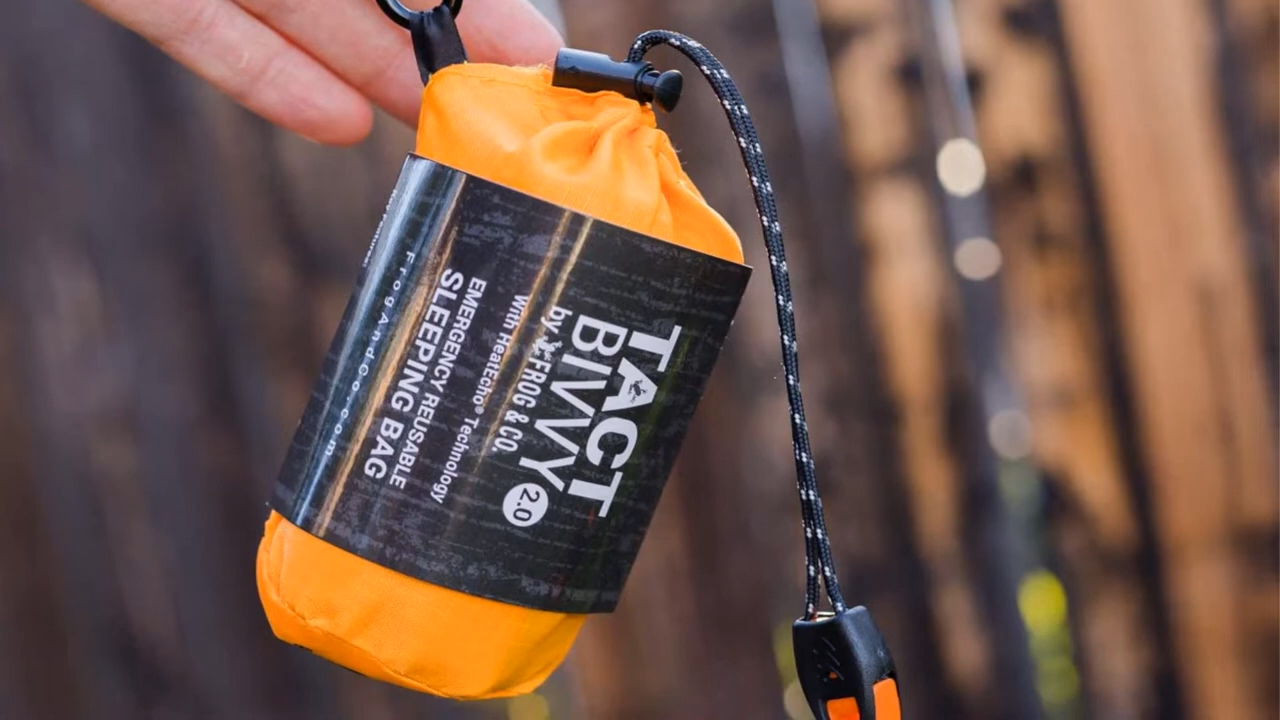 TACT
BIVVY 2.0
by FROG & CO.
With HeatEcho® Technology
EMERGENCY REUSABLE
SLEEPING BAG
FrogAndCo.com